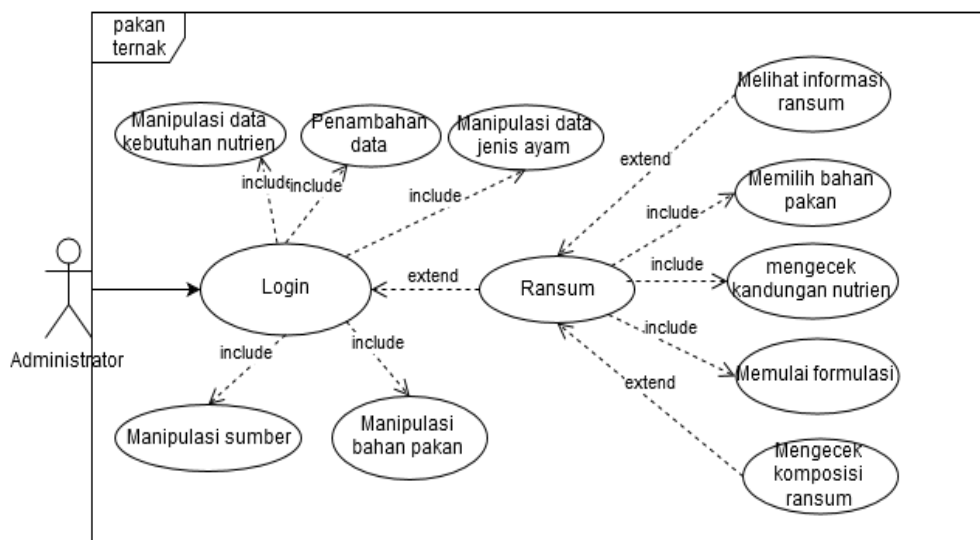 pakan
ternak
Manipulasi data
kebutuhan nutrien
Penambahan
data
Manipulasi data
jenis ayam
include
include
include
Login
include
include
Manipulasi sumber
Manipulasi
bahan pakan
Administrator
extend
Ransum
Melihat informasi
ransum
extend
Memilih bahan
pakan
include
mengecek
kandungan nutrien
include
Memulai formulasi
include
Mengecek
komposisi
ransum
extend